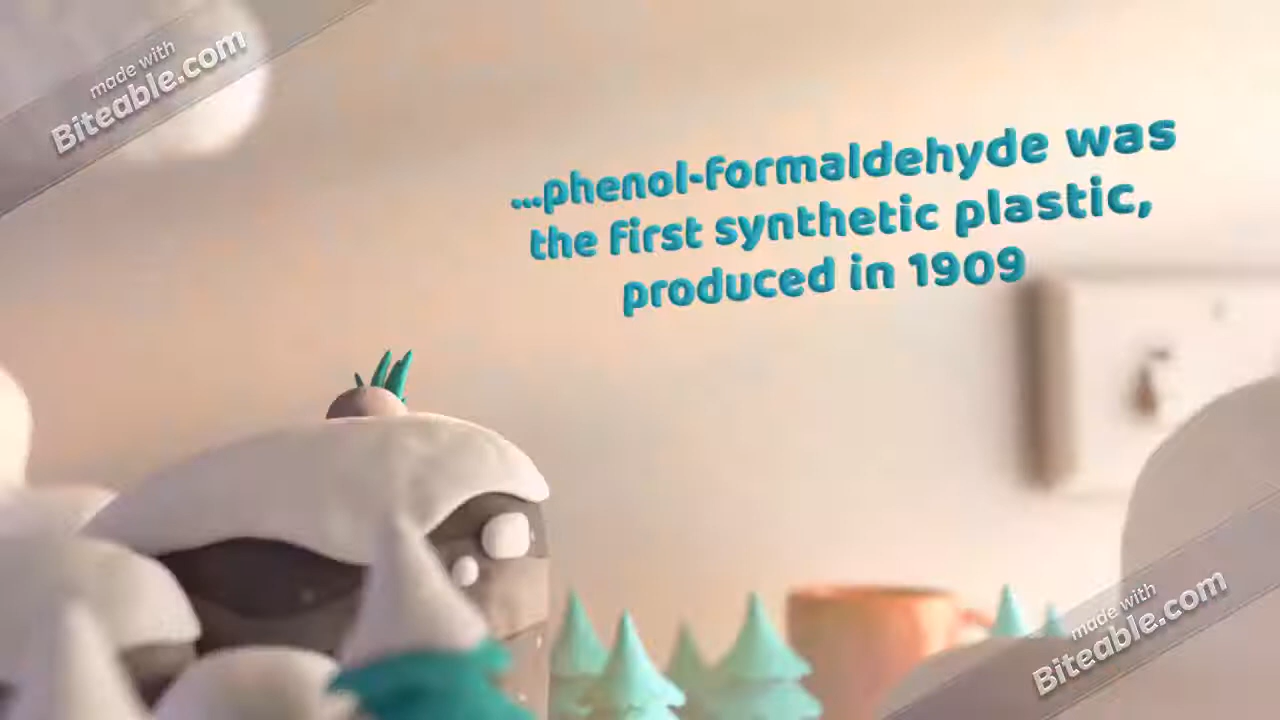 made with
Biteable.com
...phenol-formaldehyde was
the first synthetic plastic,
produced in 1909
made with
Biteable.com